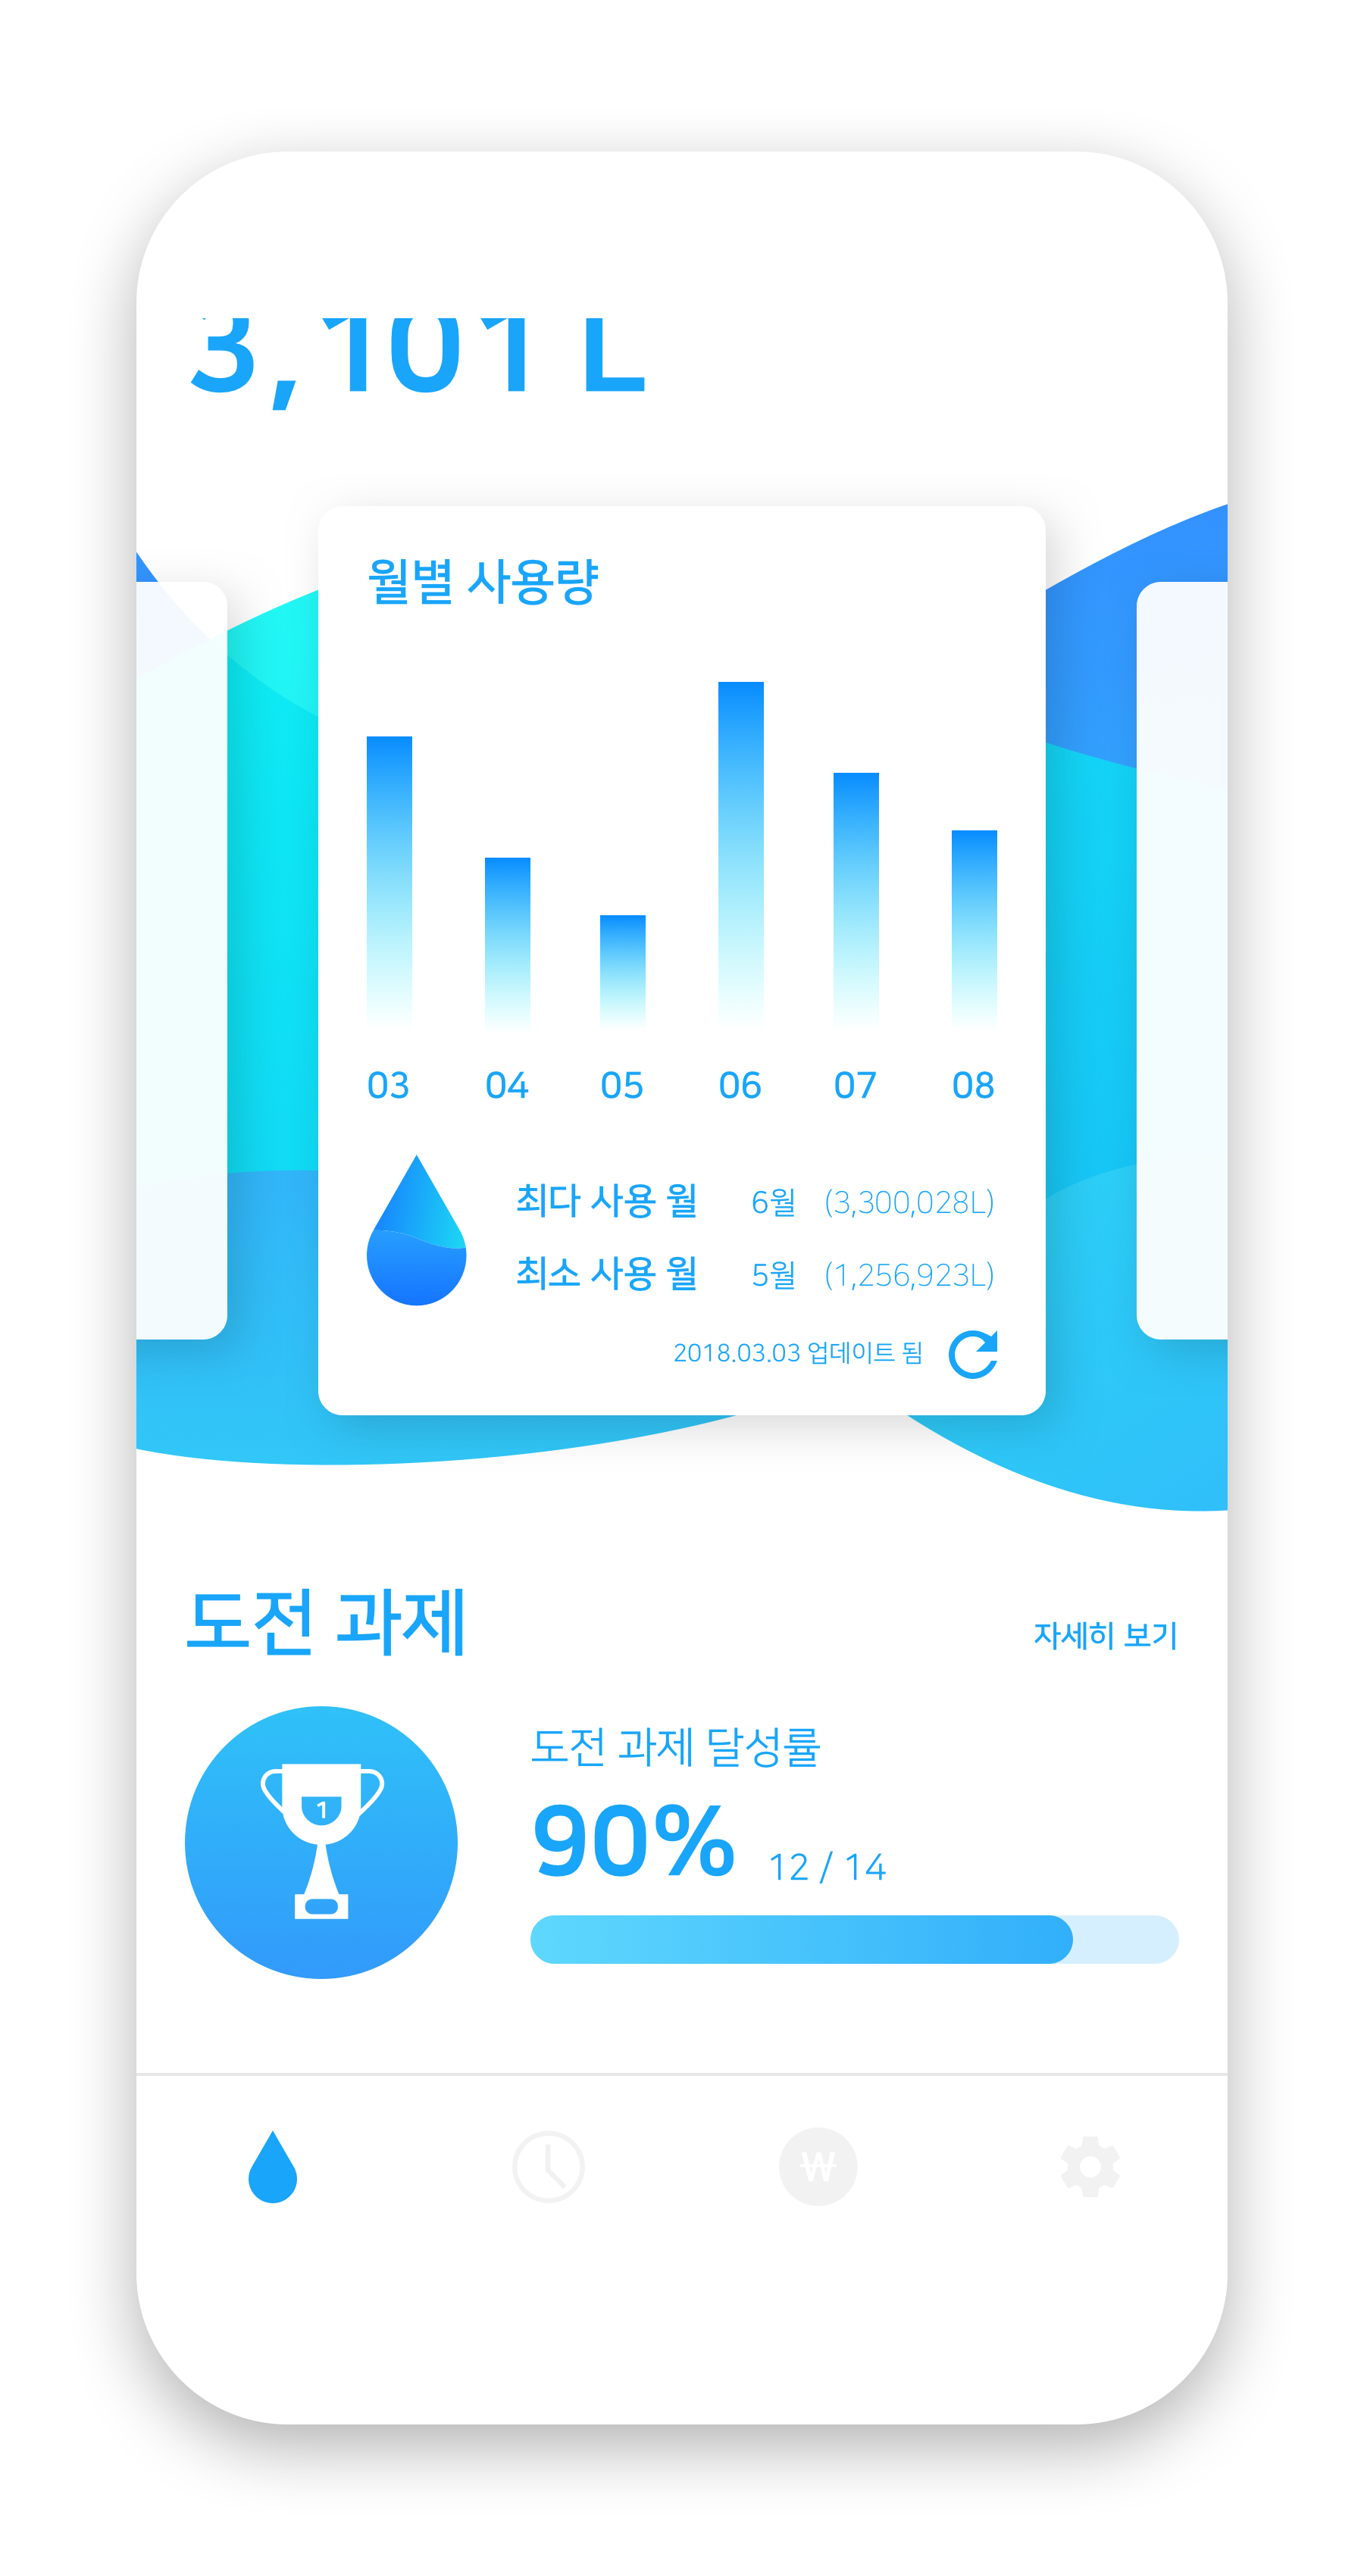 3,101 L
월별 사용량
03 04 05 06 07 08
최다 사용 월 6월 (3,300,028L)
최소 사용 월 5월 (1,256,923L)
2018.03.03 업데이트 됨
도전 과제 자세히 보기
1
도전 과제 달성률
90% 12 / 14
₩